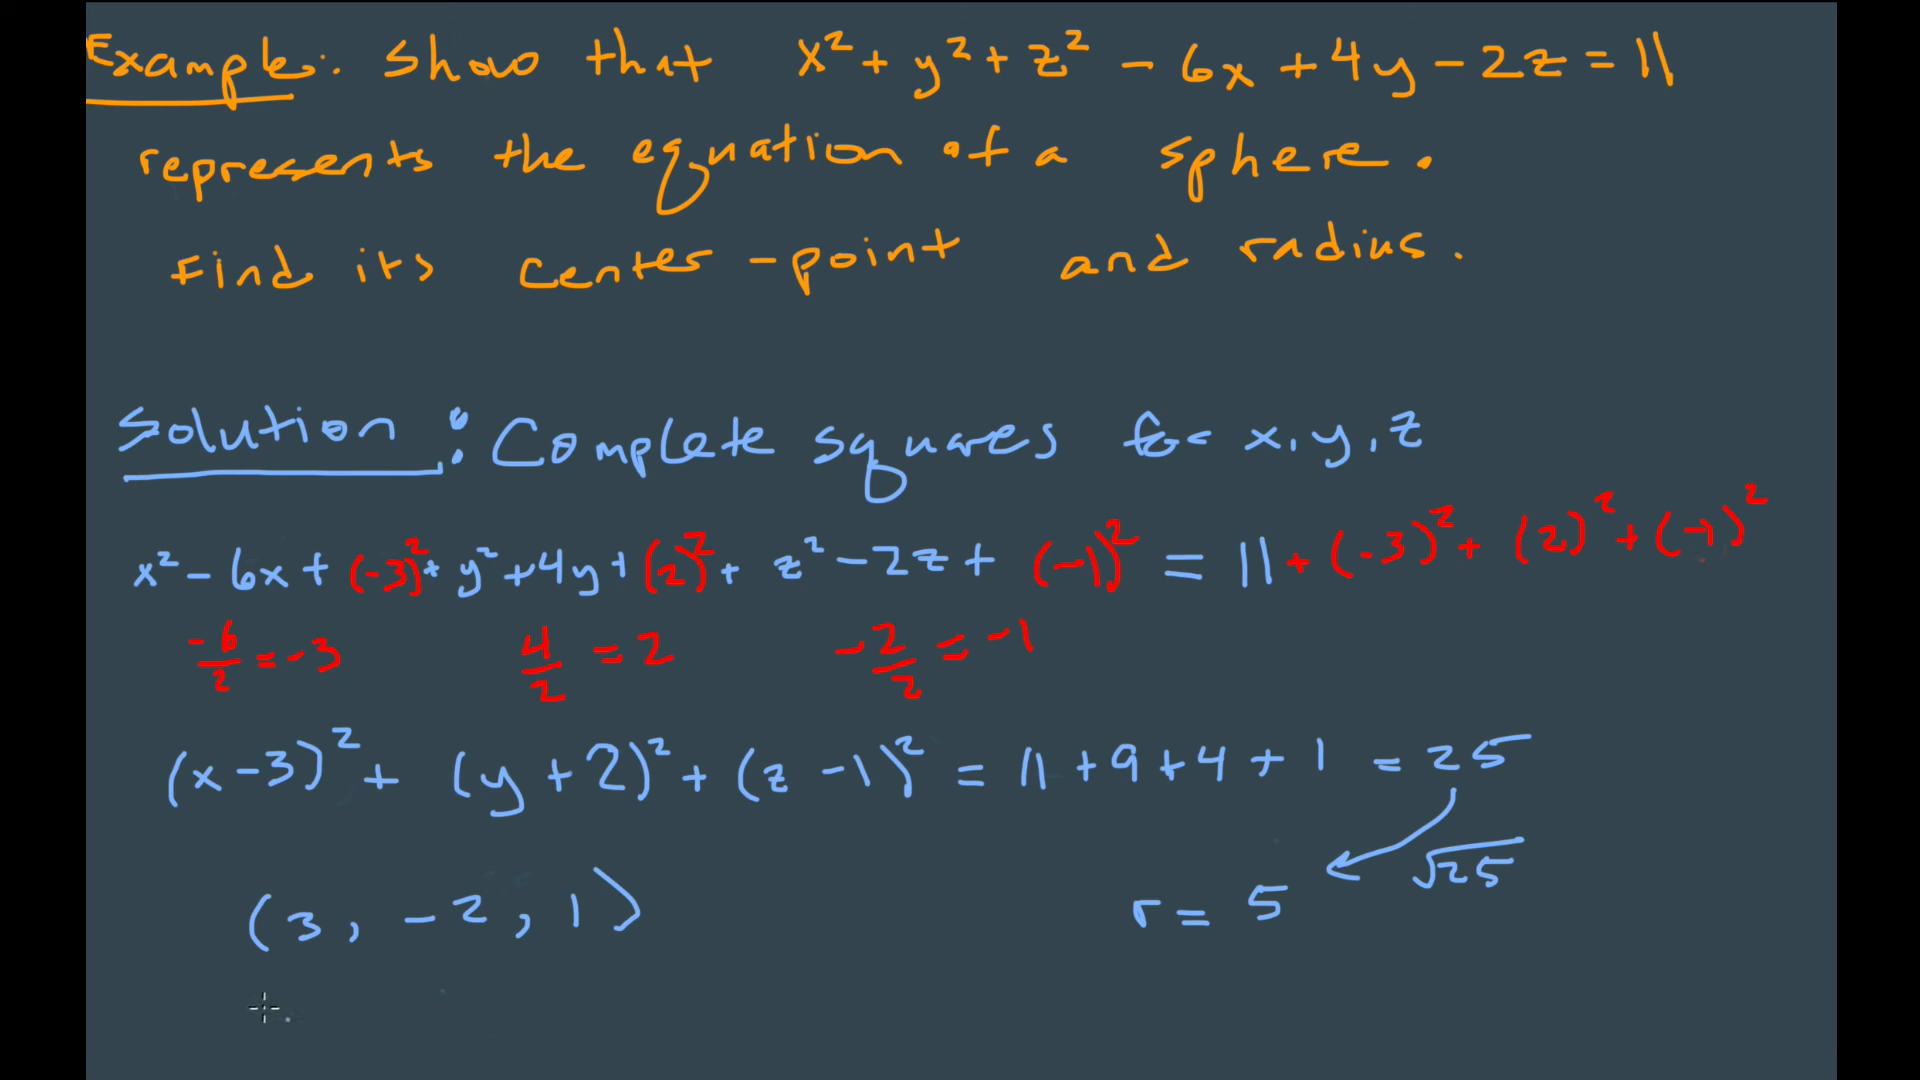 Example: Show that x² + y² + z² - 6x + 4y - 2z = 11
represents the equation of a sphere.
Find its center-point and radius.
Solution: Complete squares for x, y, z
x² - 6x + (-3)² + y² + 4y + (2)² + z² - 2z + (-1)² = 11 + (-3)² + (2)² + (-1)²
-6/2 = -3 4/2 = 2 -2/2 = -1
(x - 3)² + (y + 2)² + (z - 1)² = 11 + 9 + 4 + 1 = 25
√25
(3, -2, 1) r = 5